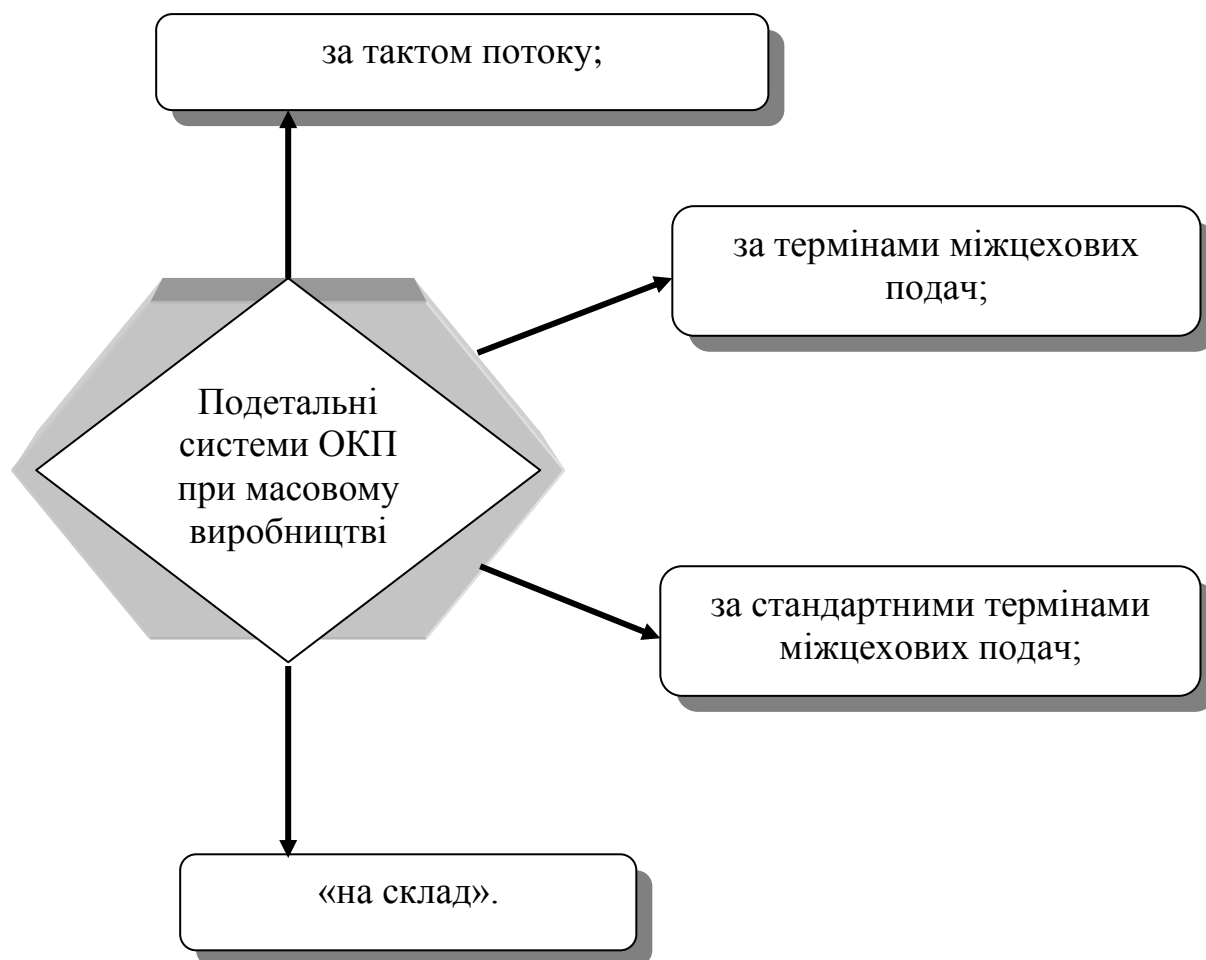 за тактом потоку;
за термінами міжцехових
подач;
Подетальні
системи ОКП
при масовому
виробництві
за стандартними термінами
міжцехових подач;
«на склад».